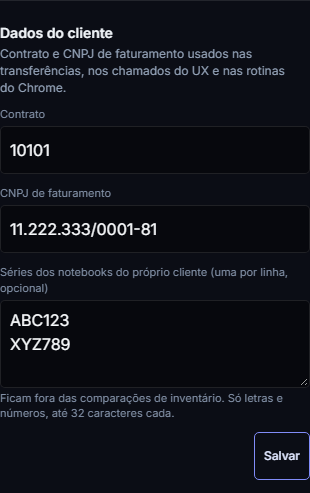 Dados do cliente
Contrato e CNPJ de faturamento usados nas
transferências, nos chamados do UX e nas rotinas
do Chrome.
Contrato
10101
CNPJ de faturamento
11.222.333/0001-81
Séries dos notebooks do próprio cliente (uma por linha,
opcional)
ABC123
XYZ789
Ficam fora das comparações de inventário. Só letras e
números, até 32 caracteres cada.
Salvar